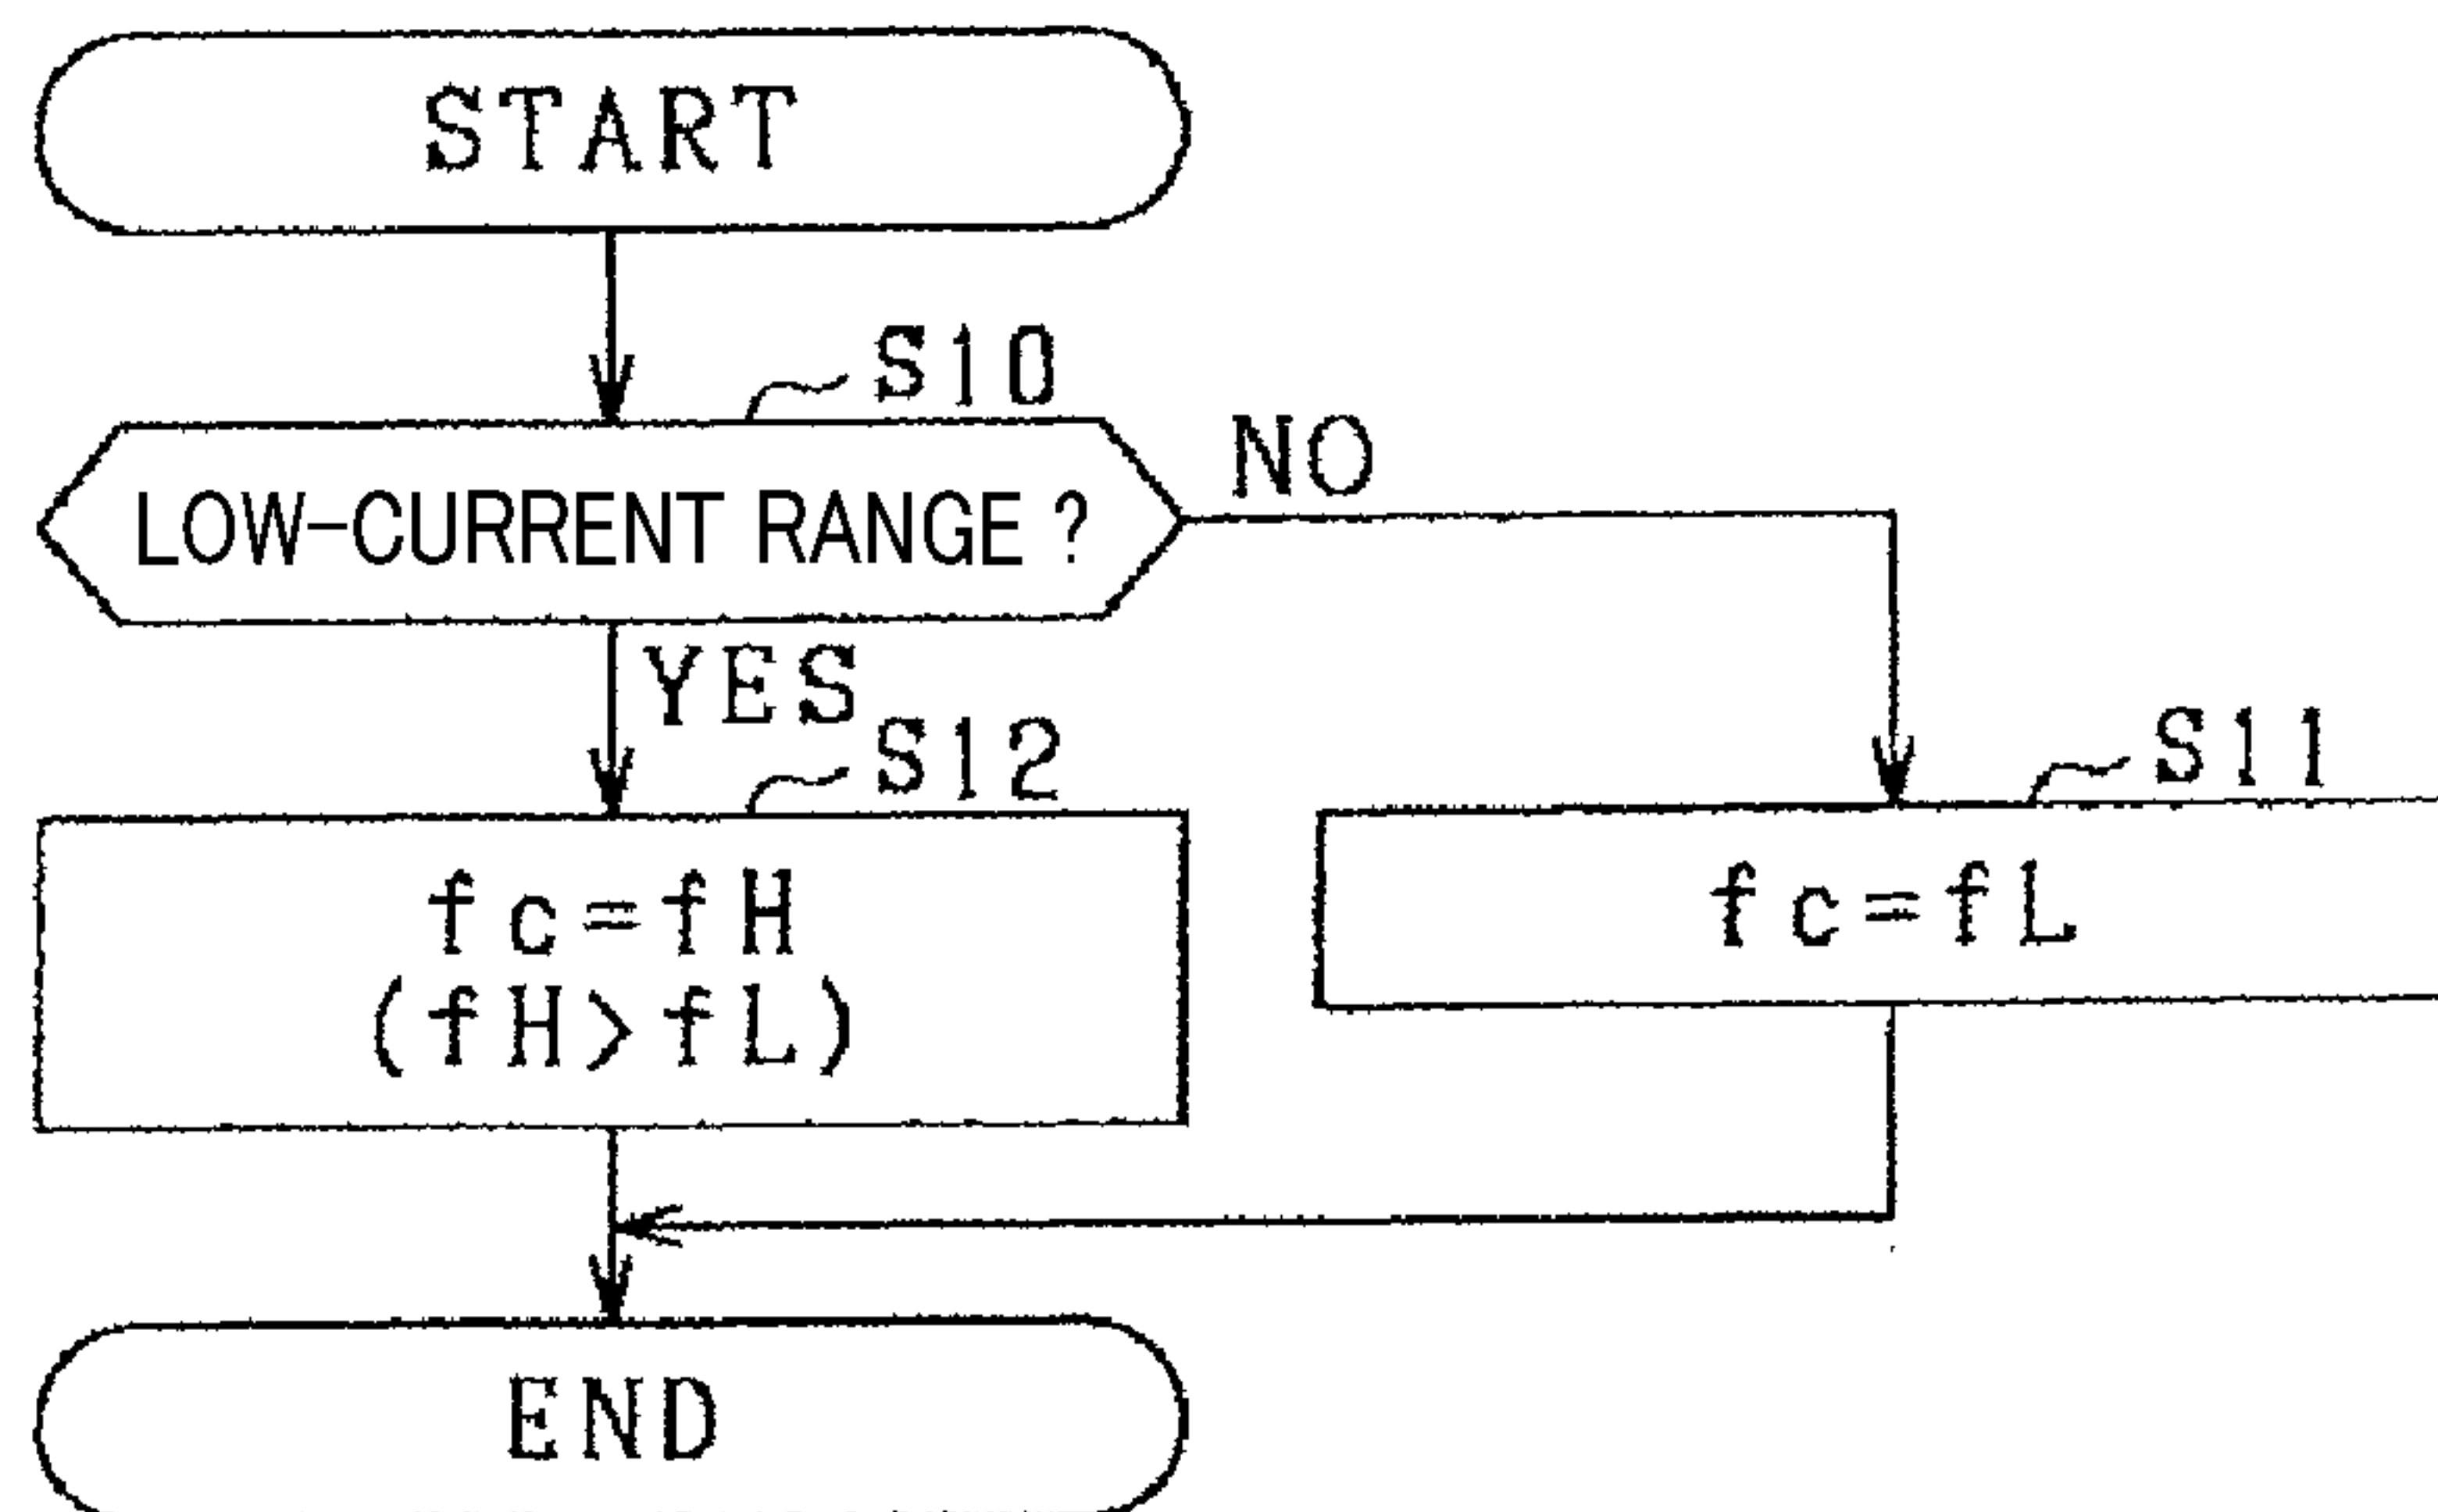 START
S10
LOW-CURRENT RANGE ?
NO
YES
S12
S11
fc=fH
(fH>fL)
fc=fL
END